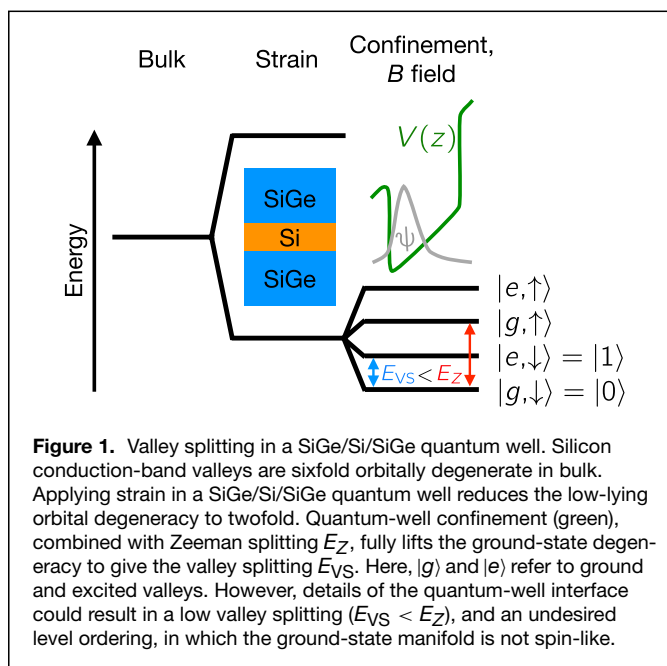 Bulk
Strain
Confinement,
B field
V(z)
SiGe
ψ
Si
Energy
SiGe
|e,↑⟩
|g,↑⟩
|e,↓⟩ = |1⟩
E_VS < E_Z
|g,↓⟩ = |0⟩
Figure 1. Valley splitting in a SiGe/Si/SiGe quantum well. Silicon
conduction-band valleys are sixfold orbitally degenerate in bulk.
Applying strain in a SiGe/Si/SiGe quantum well reduces the low-lying
orbital degeneracy to twofold. Quantum-well confinement (green),
combined with Zeeman splitting E_Z, fully lifts the ground-state degen-
eracy to give the valley splitting E_VS. Here, |g⟩ and |e⟩ refer to ground
and excited valleys. However, details of the quantum-well interface
could result in a low valley splitting (E_VS < E_Z), and an undesired
level ordering, in which the ground-state manifold is not spin-like.